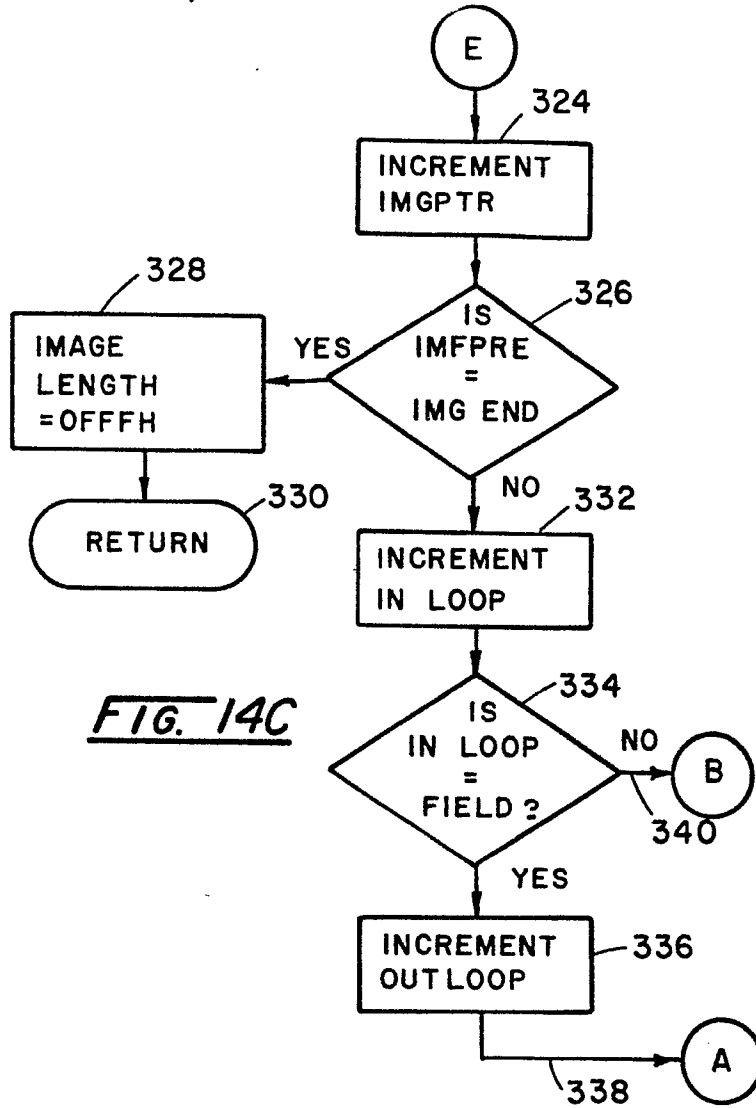 E
324
INCREMENT
IMGPTR
328
326
IS
IMFPRE
=
IMG END
YES
IMAGE
LENGTH
=OFFFH
NO
330
RETURN
332
INCREMENT
IN LOOP
334
IS
IN LOOP
=
FIELD?
NO
B
340
FIG. 14C
YES
INCREMENT
OUTLOOP
336
A
338